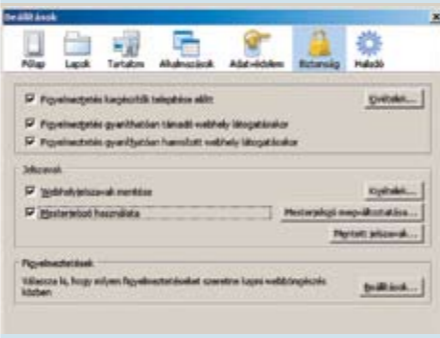 Beállítások
Főlap Lapok Tartalom Alkalmazások Adatvédelem Biztonság Haladó
Figyelmeztetés kiegészítők telepítése előtt Kivételek...
Figyelmeztetés gyaníthatóan támadó webhely látogatásakor
Figyelmeztetés gyaníthatóan hamisított webhely látogatásakor
Jelszavak
Webhelyjelszavak mentése Kivételek...
Mesterjelszó használata Mesterjelszó megváltoztatása...
Mentett jelszavak...
Figyelmeztetések
Válassza ki, hogy milyen figyelmeztetéseket szeretne kapni webböngészés
közben Beállítások...